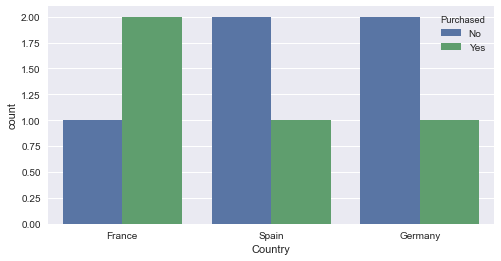 2.00
1.75
1.50
1.25
1.00
0.75
0.50
0.25
0.00
count
France
Spain
Germany
Country
Purchased
No
Yes